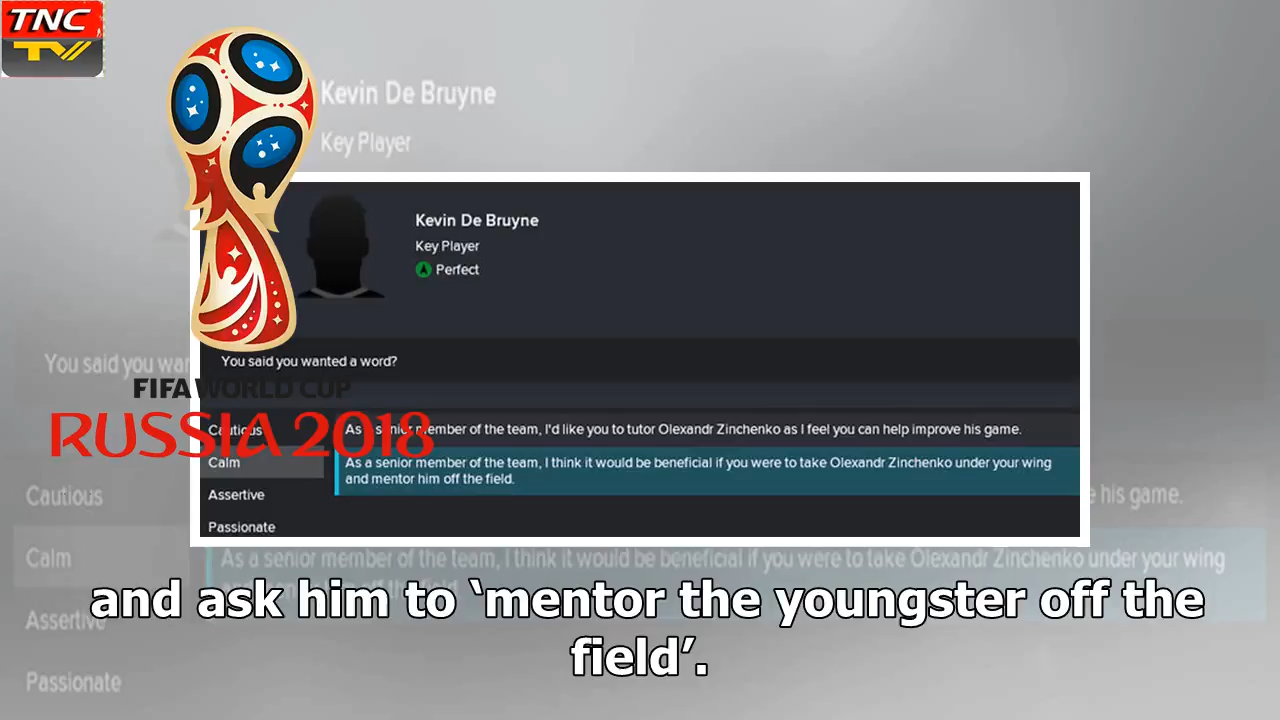 TNC
TV
Kevin De Bruyne
Key Player
Kevin De Bruyne
Key Player
Perfect
You said you wan
You said you wanted a word?
FIFA WORLD CUP
RUSSIA 2018
Cautious
As a senior member of the team, I'd like you to tutor Olexandr Zinchenko as I feel you can help improve his game.
Calm
As a senior member of the team, I think it would be beneficial if you were to take Olexandr Zinchenko under your wing
and mentor him off the field.
Assertive
Passionate
Cautious
e his game.
Calm
As a senior member of the team, I think it would be beneficial if you were to take Olexandr Zinchenko under your wing
Assertive
Passionate
and ask him to ‘mentor the youngster off the
field’.